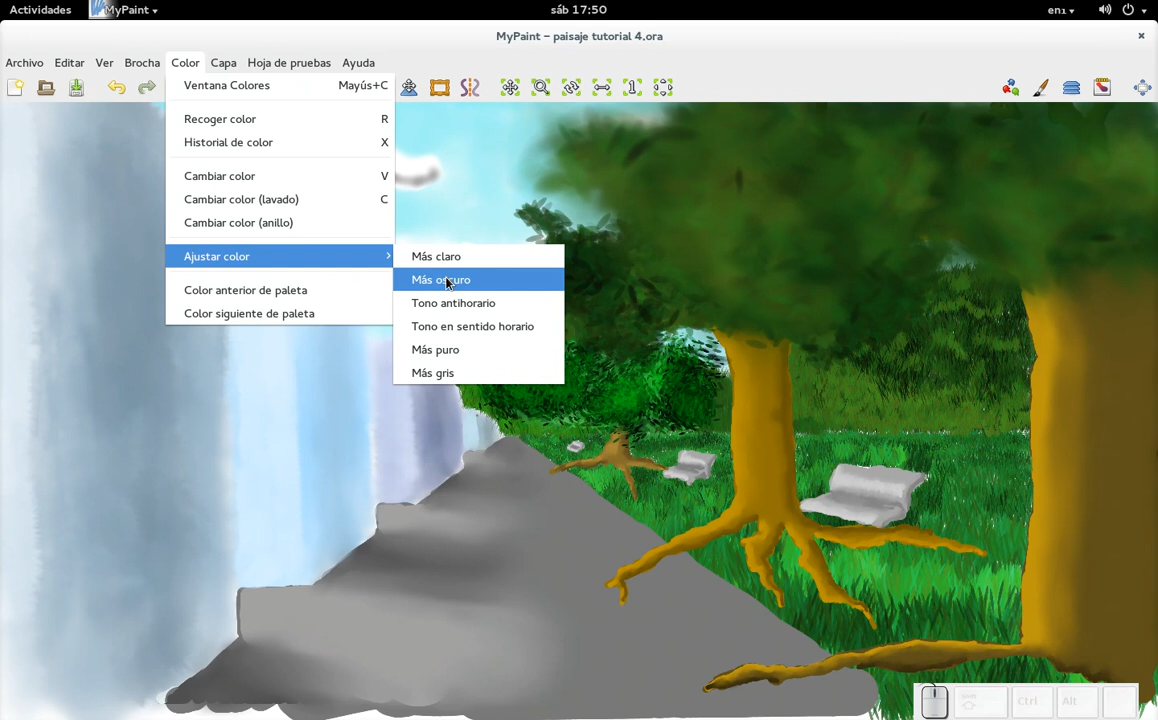 Actividades MyPaint sáb 17:50 en1
MyPaint – paisaje tutorial 4.ora ×
Archivo Editar Ver Brocha Color Capa Hoja de pruebas Ayuda
Ventana Colores Mayús+C
Recoger color R
Historial de color X
Cambiar color V
Cambiar color (lavado) C
Cambiar color (anillo)
Ajustar color
Más claro
Más oscuro
Tono antihorario
Tono en sentido horario
Más puro
Más gris
Color anterior de paleta
Color siguiente de paleta
Ctrl Alt